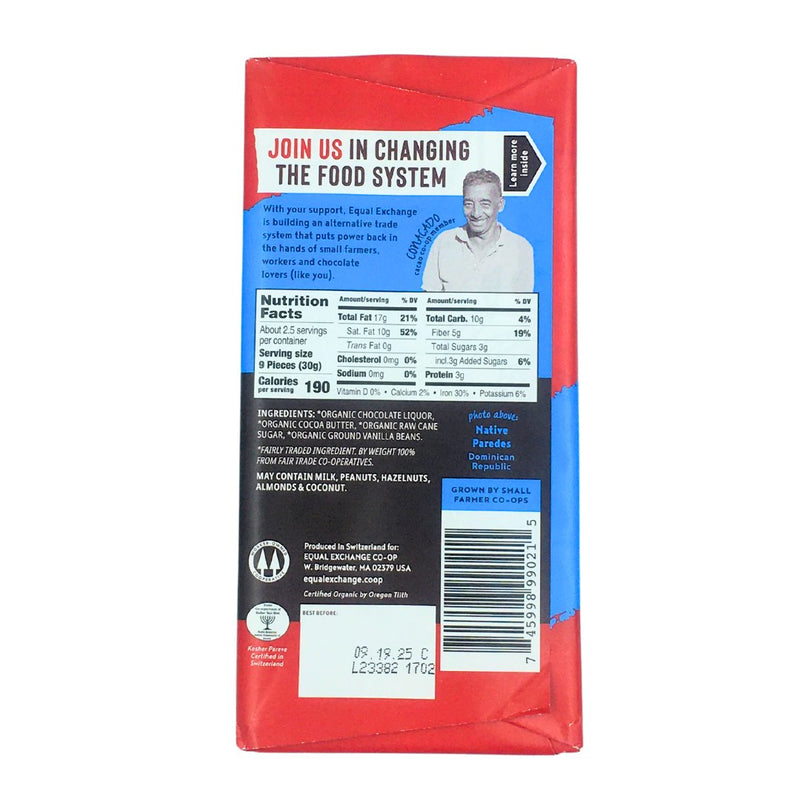 JOIN US IN CHANGING
THE FOOD SYSTEM
Learn more
inside
With your support, Equal Exchange
is building an alternative trade
system that puts power back in
the hands of small farmers,
workers and chocolate
lovers (like you).
CONACADO
cacao co-op member
Nutrition
Facts
About 2.5 servings
per container
Serving size
9 Pieces (30g)
Calories
per serving 190
Amount/serving % DV
Total Fat 17g 21%
Sat. Fat 10g 52%
Trans Fat 0g
Cholesterol 0mg 0%
Sodium 0mg 0%
Amount/serving % DV
Total Carb. 10g 4%
Fiber 5g 19%
Total Sugars 3g
incl.3g Added Sugars 6%
Protein 3g
Vitamin D 0% • Calcium 2% • Iron 30% • Potassium 6%
INGREDIENTS: *ORGANIC CHOCOLATE LIQUOR,
*ORGANIC COCOA BUTTER, *ORGANIC RAW CANE
SUGAR, *ORGANIC GROUND VANILLA BEANS.
*FAIRLY TRADED INGREDIENT. BY WEIGHT 100%
FROM FAIR TRADE CO-OPERATIVES.
MAY CONTAIN MILK, PEANUTS, HAZELNUTS,
ALMONDS & COCONUT.
photo above:
Native
Paredes
Dominican
Republic
GROWN BY SMALL
FARMER CO-OPS
7 45998 99021 5
WORKER OWNED
COOPERATIVE
Produced in Switzerland for:
EQUAL EXCHANGE CO-OP
W. Bridgewater, MA 02379 USA
equalexchange.coop
Certified Organic by Oregon Tilth
Kosher Pareve
Certified in
Switzerland
BEST BEFORE:
09.19.25 C
L23382 1702